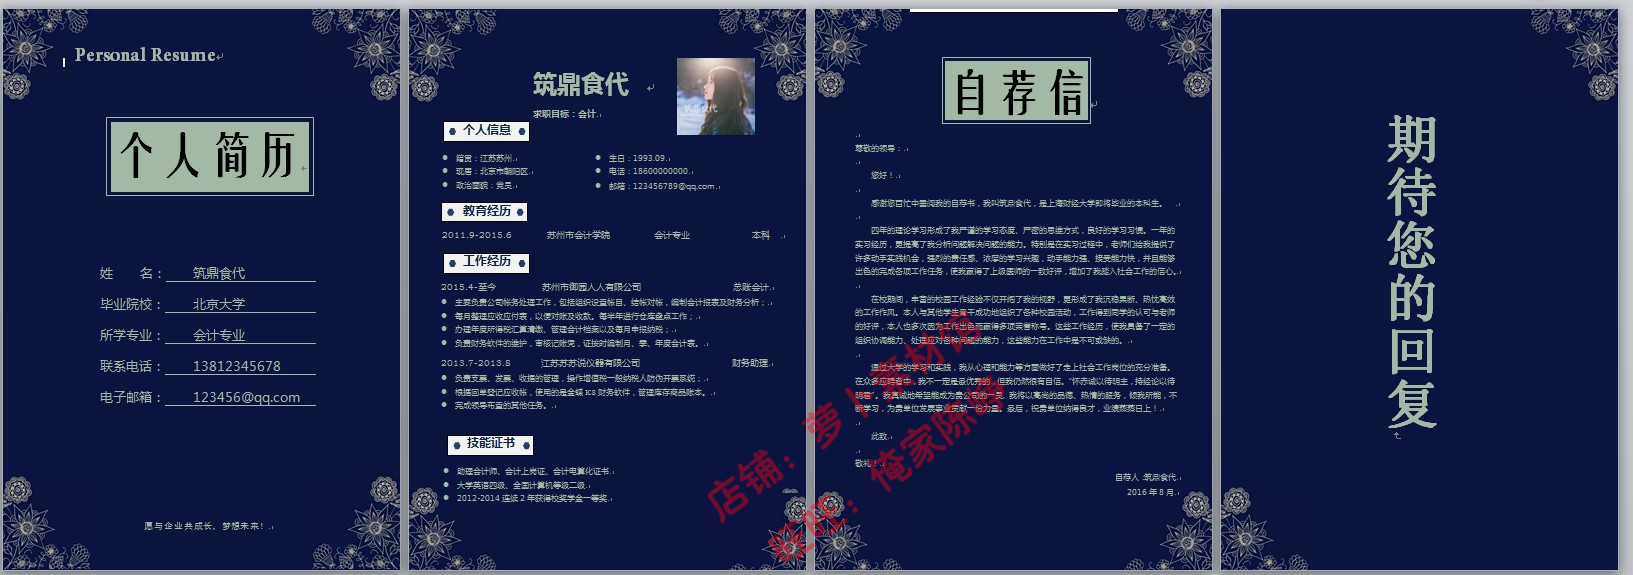 Personal Resume
个人简历
姓 名： 筑鼎食代
毕业院校： 北京大学
所学专业： 会计专业
联系电话： 13812345678
电子邮箱： 123456@qq.com
愿与企业共成长，梦想未来！
筑鼎食代
筑鼎食代
求职目标：会计
个人信息
籍贯：江苏苏州 生日：1993.09
现居：北京市朝阳区 电话：18600000000
政治面貌：党员 邮箱：123456789@qq.com
教育经历
2011.9-2015.6 苏州市会计学院 会计专业 本科
工作经历
2015.4-至今 苏州市御园人人有限公司 总账会计
主要负责公司帐务处理工作，包括组织设置帐目、结帐对帐，编制会计报表及财务分析；
每月整理应收应付表，以便对账及收款。每半年进行仓库盘点工作；
办理年度所得税汇算清缴、管理会计档案以及每月申报纳税；
负责财务软件的维护，审核记账凭，证按时编制月、季、年度会计表。
2013.7-2013.8 江苏苏苏说仪器有限公司 财务助理
负责支票、发票、收据的管理，操作增值税一般纳税人防伪开票系统；
根据回单登记应收帐，使用的是金蝶 K3 财务软件，管理库存商品账本。
完成领导布置的其他任务。
技能证书
助理会计师、会计上岗证、会计电算化证书
大学英语四级、全国计算机等级二级
2012-2014 连续 2 年获得校奖学金一等奖
自荐信
尊敬的领导：
您好！
感谢您百忙中垂阅我的自荐书，我叫筑鼎食代，是上海财经大学即将毕业的本科生。
四年的理论学习形成了我严谨的学习态度、严密的思维方式，良好的学习习惯。一年的
实习经历，更提高了我分析问题解决问题的能力。特别是在实习过程中，老师们给我提供了
许多动手实践机会，强烈的责任感、浓厚的学习兴趣，动手能力强、接受能力快，并且能够
出色的完成各项工作任务，使我赢得了上级医师的一致好评，增加了我踏入社会工作的信心。
在校期间，丰富的校园工作经验不仅开阔了我的视野，更形成了我沉稳果断、热忱高效
的工作作风。本人与其他学生骨干成功地组织了各种校园活动，工作得到同学的认可与老师
的好评，本人也多次因为工作出色而赢得多项荣誉称号。这些工作经历，使我具备了一定的
组织协调能力、处理应对各种问题的能力，这些能力在工作中是不可或缺的。
通过大学的学习和实践，我从心理和能力等方面做好了走上社会工作岗位的充分准备。
在众多应聘者中，我不一定是最优秀的，但我仍然很有自信。“怀赤诚以待明主，持经论以待
明君”。我真诚地希望能成为贵公司的一员，我将以高尚的品德、热情的服务，倾我所能，不
断学习，为贵单位发展事业贡献一份力量。最后，祝贵单位纳得良才，业绩蒸蒸日上！
此致
敬礼！
自荐人：筑鼎食代
2016 年 8 月
期待您的回复
店铺：萝卜素材馆
旺旺：俺家陈陈